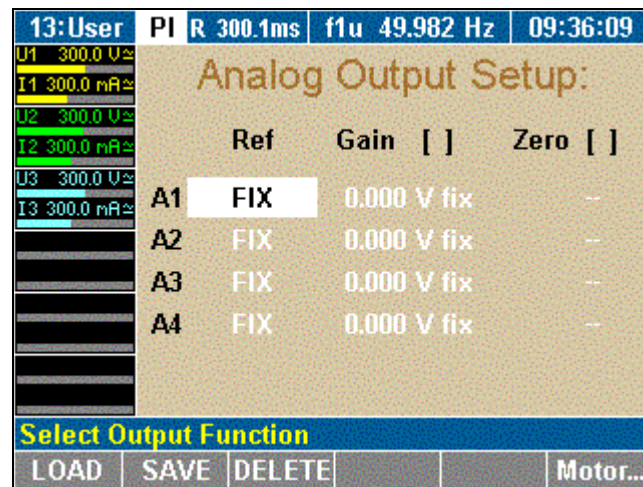 13:User PI R 300.1ms f1u 49.982 Hz 09:36:09
U1 300.0 V≃
I1 300.0 mA≃
U2 300.0 V≃
I2 300.0 mA≃
U3 300.0 V≃
I3 300.0 mA≃
Analog Output Setup:
Ref Gain [ ] Zero [ ]
A1 FIX 0.000 V fix --
A2 FIX 0.000 V fix --
A3 FIX 0.000 V fix --
A4 FIX 0.000 V fix --
Select Output Function
LOAD SAVE DELETE Motor...